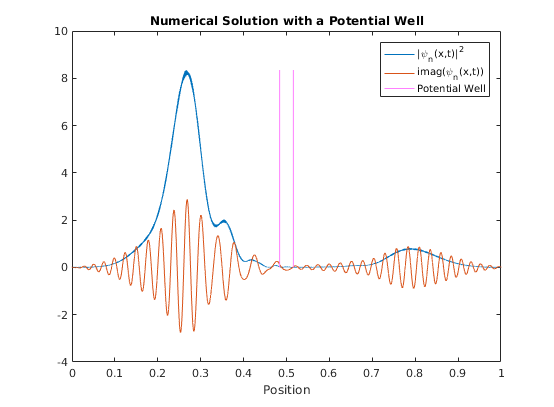 Numerical Solution with a Potential Well
10
8
6
4
2
0
-2
-4
|ψn(x,t)|²
imag(ψn(x,t))
Potential Well
0 0.1 0.2 0.3 0.4 0.5 0.6 0.7 0.8 0.9 1
Position